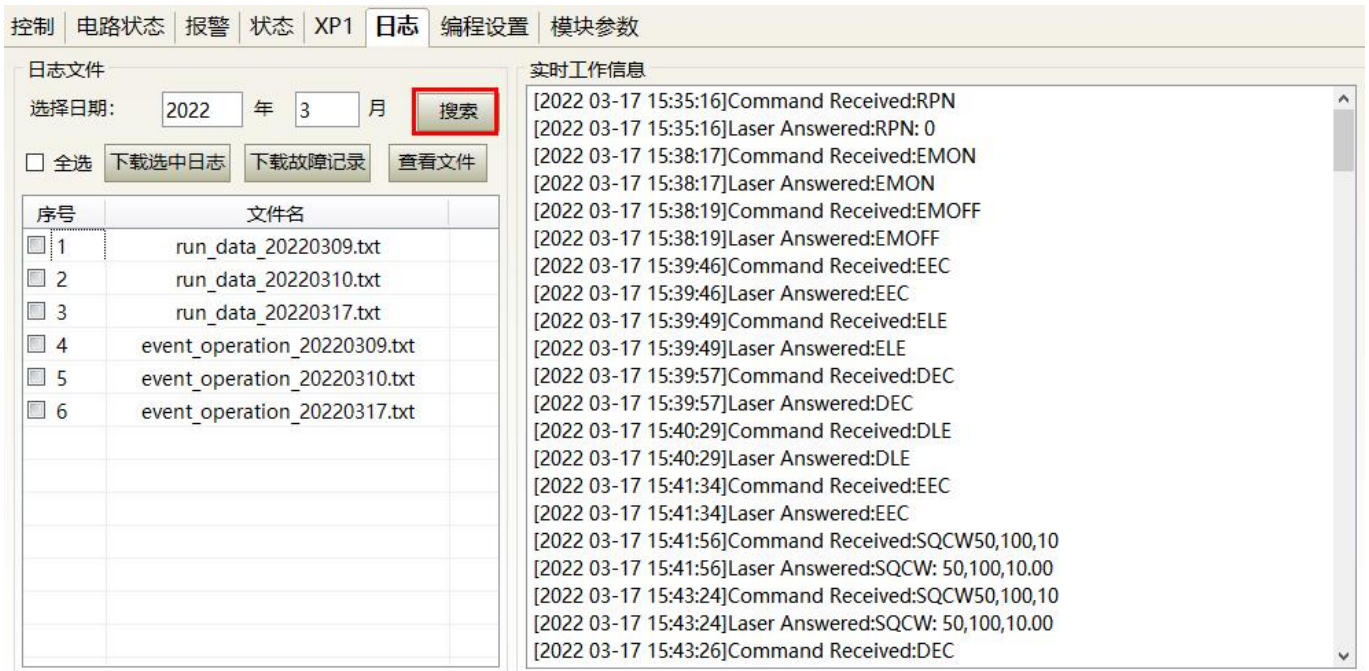 控制 电路状态 报警 状态 XP1 日志 编程设置 模块参数
日志文件
选择日期： 2022 年 3 月 搜索
全选 下载选中日志 下载故障记录 查看文件
序号 文件名
1 run_data_20220309.txt
2 run_data_20220310.txt
3 run_data_20220317.txt
4 event_operation_20220309.txt
5 event_operation_20220310.txt
6 event_operation_20220317.txt
实时工作信息
[2022 03-17 15:35:16]Command Received:RPN
[2022 03-17 15:35:16]Laser Answered:RPN: 0
[2022 03-17 15:38:17]Command Received:EMON
[2022 03-17 15:38:17]Laser Answered:EMON
[2022 03-17 15:38:19]Command Received:EMOFF
[2022 03-17 15:38:19]Laser Answered:EMOFF
[2022 03-17 15:39:46]Command Received:EEC
[2022 03-17 15:39:46]Laser Answered:EEC
[2022 03-17 15:39:49]Command Received:ELE
[2022 03-17 15:39:49]Laser Answered:ELE
[2022 03-17 15:39:57]Command Received:DEC
[2022 03-17 15:39:57]Laser Answered:DEC
[2022 03-17 15:40:29]Command Received:DLE
[2022 03-17 15:40:29]Laser Answered:DLE
[2022 03-17 15:41:34]Command Received:EEC
[2022 03-17 15:41:34]Laser Answered:EEC
[2022 03-17 15:41:56]Command Received:SQCW50,100,10
[2022 03-17 15:41:56]Laser Answered:SQCW: 50,100,10.00
[2022 03-17 15:43:24]Command Received:SQCW50,100,10
[2022 03-17 15:43:24]Laser Answered:SQCW: 50,100,10.00
[2022 03-17 15:43:26]Command Received:DEC